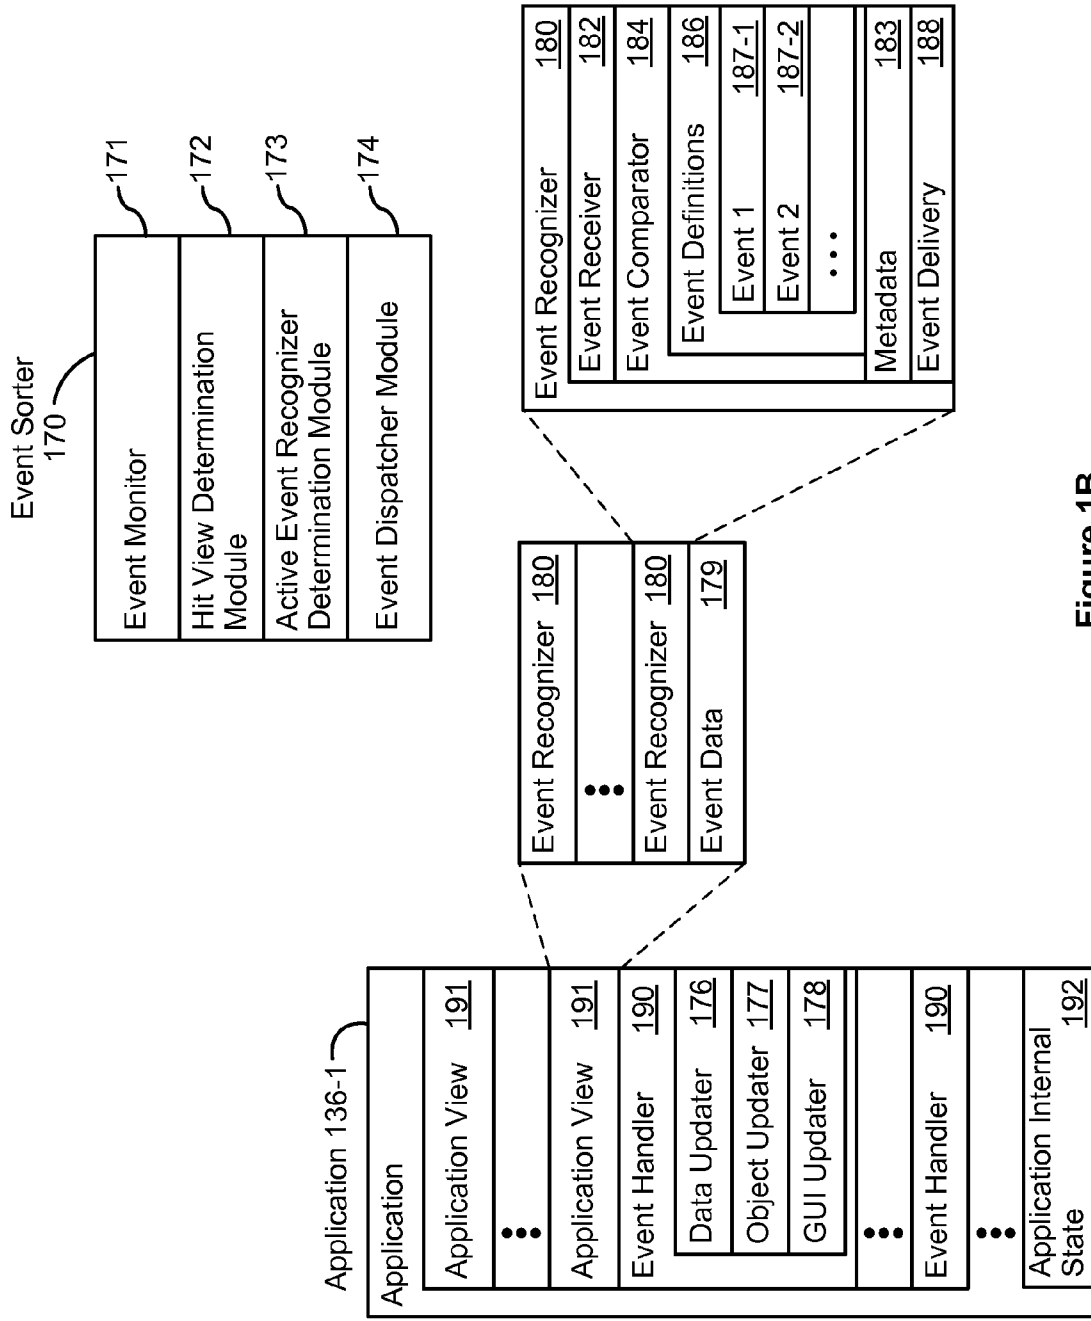 Event Sorter
170
Event Monitor
171
Hit View Determination
Module
172
Active Event Recognizer
Determination Module
173
Event Dispatcher Module
174
Application 136-1
Application
Application View 191
•••
Application View 191
Event Handler 190
Data Updater 176
Object Updater 177
GUI Updater 178
•••
Event Handler 190
•••
Application Internal
State 192
Event Recognizer 180
•••
Event Recognizer 180
Event Data 179
Event Recognizer 180
Event Receiver 182
Event Comparator 184
Event Definitions 186
Event 1 187-1
Event 2 187-2
•••
Metadata 183
Event Delivery 188
Figure 1B